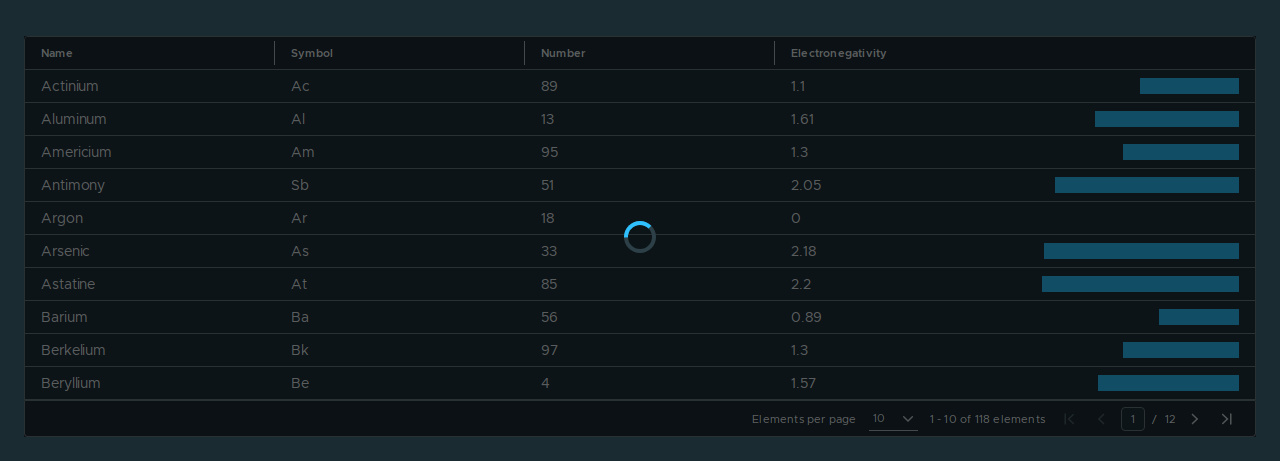 Name Symbol Number Electronegativity
Actinium Ac 89 1.1
Aluminum Al 13 1.61
Americium Am 95 1.3
Antimony Sb 51 2.05
Argon Ar 18 0
Arsenic As 33 2.18
Astatine At 85 2.2
Barium Ba 56 0.89
Berkelium Bk 97 1.3
Beryllium Be 4 1.57
Elements per page 10 1 - 10 of 118 elements 1 / 12